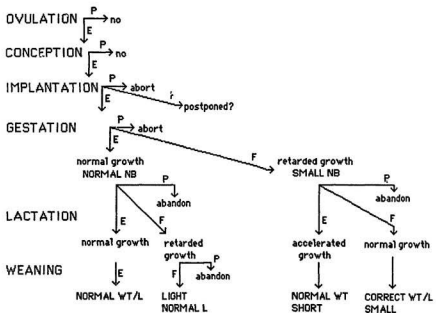 OVULATION P no
E
CONCEPTION P no
E
IMPLANTATION P abort
E F postponed?
GESTATION P abort
E F
normal growth retarded growth
NORMAL NB SMALL NB
P abandon P abandon
LACTATION E F E F
normal growth retarded growth accelerated growth normal growth
WEANING E F P abandon
NORMAL WT/L LIGHT NORMAL WT CORRECT WT/L
NORMAL L SHORT SMALL